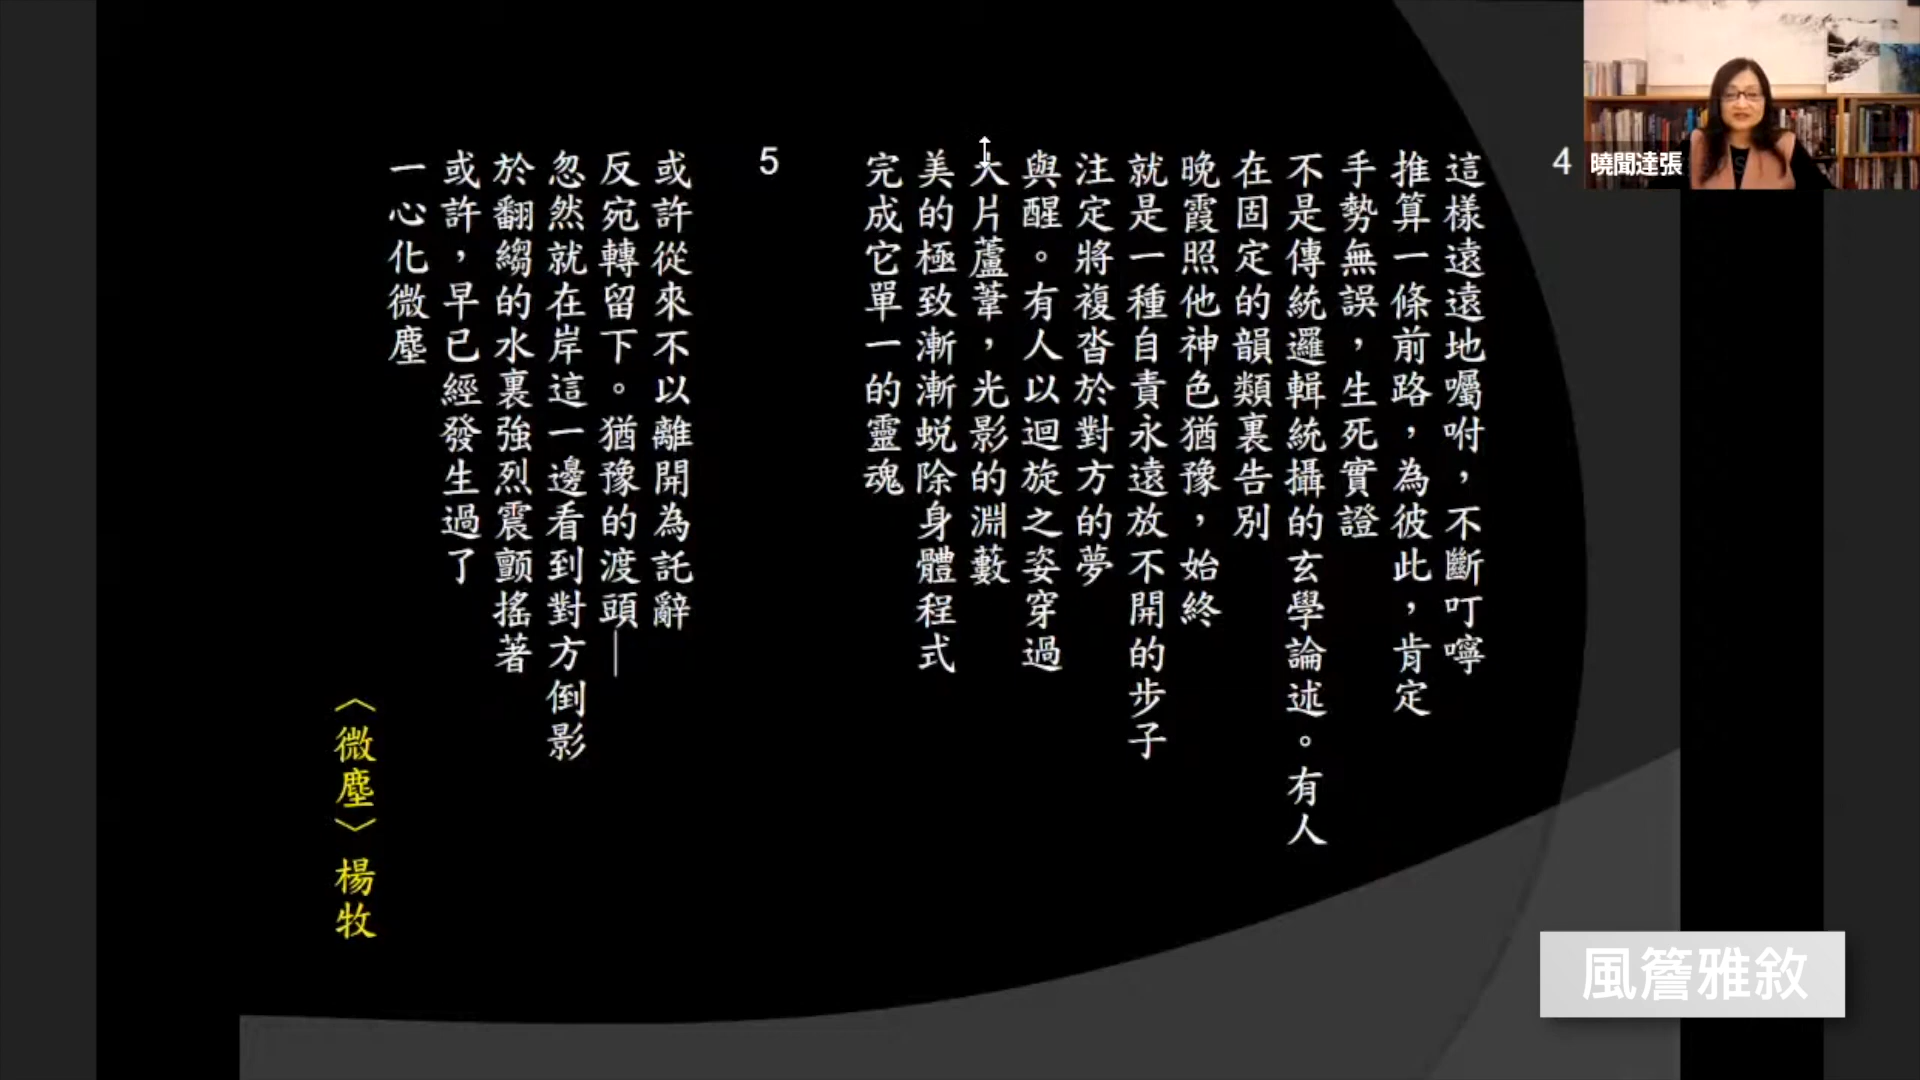 4
這樣遠遠地囑咐，不斷叮嚀
推算一條前路，為彼此，肯定
手勢無誤，生死實證
不是傳統邏輯統攝的玄學論述。有人
在固定的韻類裏告別
晚霞照他神色猶豫，始終
就是一種自責永遠放不開的步子
注定將複沓於對方的夢
與醒。有人以迴旋之姿穿過
大片蘆葦，光影的淵藪
美的極致漸漸蛻除身體程式
完成它單一的靈魂
5
或許從來不以離開為託辭
反宛轉留下。猶豫的渡頭—
忽然就在岸這一邊看到對方倒影
於翻縐的水裏強烈震顫搖著
或許，早已經發生過了
一心化微塵
〈微塵〉楊牧
曉聞達張
風簷雅敘